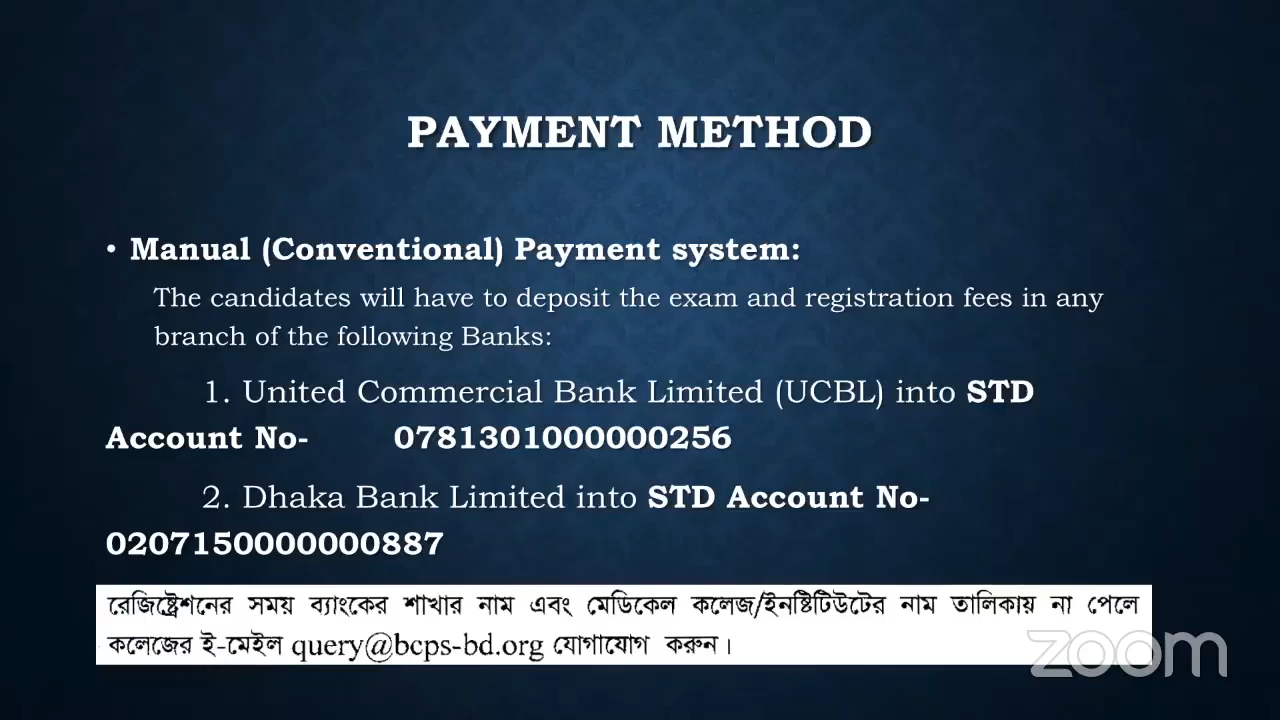 PAYMENT METHOD
• Manual (Conventional) Payment system:
The candidates will have to deposit the exam and registration fees in any
branch of the following Banks:
1. United Commercial Bank Limited (UCBL) into STD
Account No- 0781301000000256
2. Dhaka Bank Limited into STD Account No-
0207150000000887
রেজিষ্ট্রেশনের সময় ব্যাংকের শাখার নাম এবং মেডিকেল কলেজ/ইনষ্টিটিউটের নাম তালিকায় না পেলে
কলেজের ই-মেইল query@bcps-bd.org যোগাযোগ করুন।
zoom